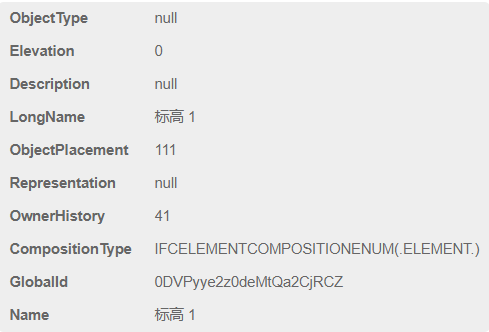 ObjectType null
Elevation 0
Description null
LongName 标高 1
ObjectPlacement 111
Representation null
OwnerHistory 41
CompositionType IFCELEMENTCOMPOSITIONENUM(.ELEMENT.)
GlobalId 0DVPyye2z0deMtQa2CjRCZ
Name 标高 1